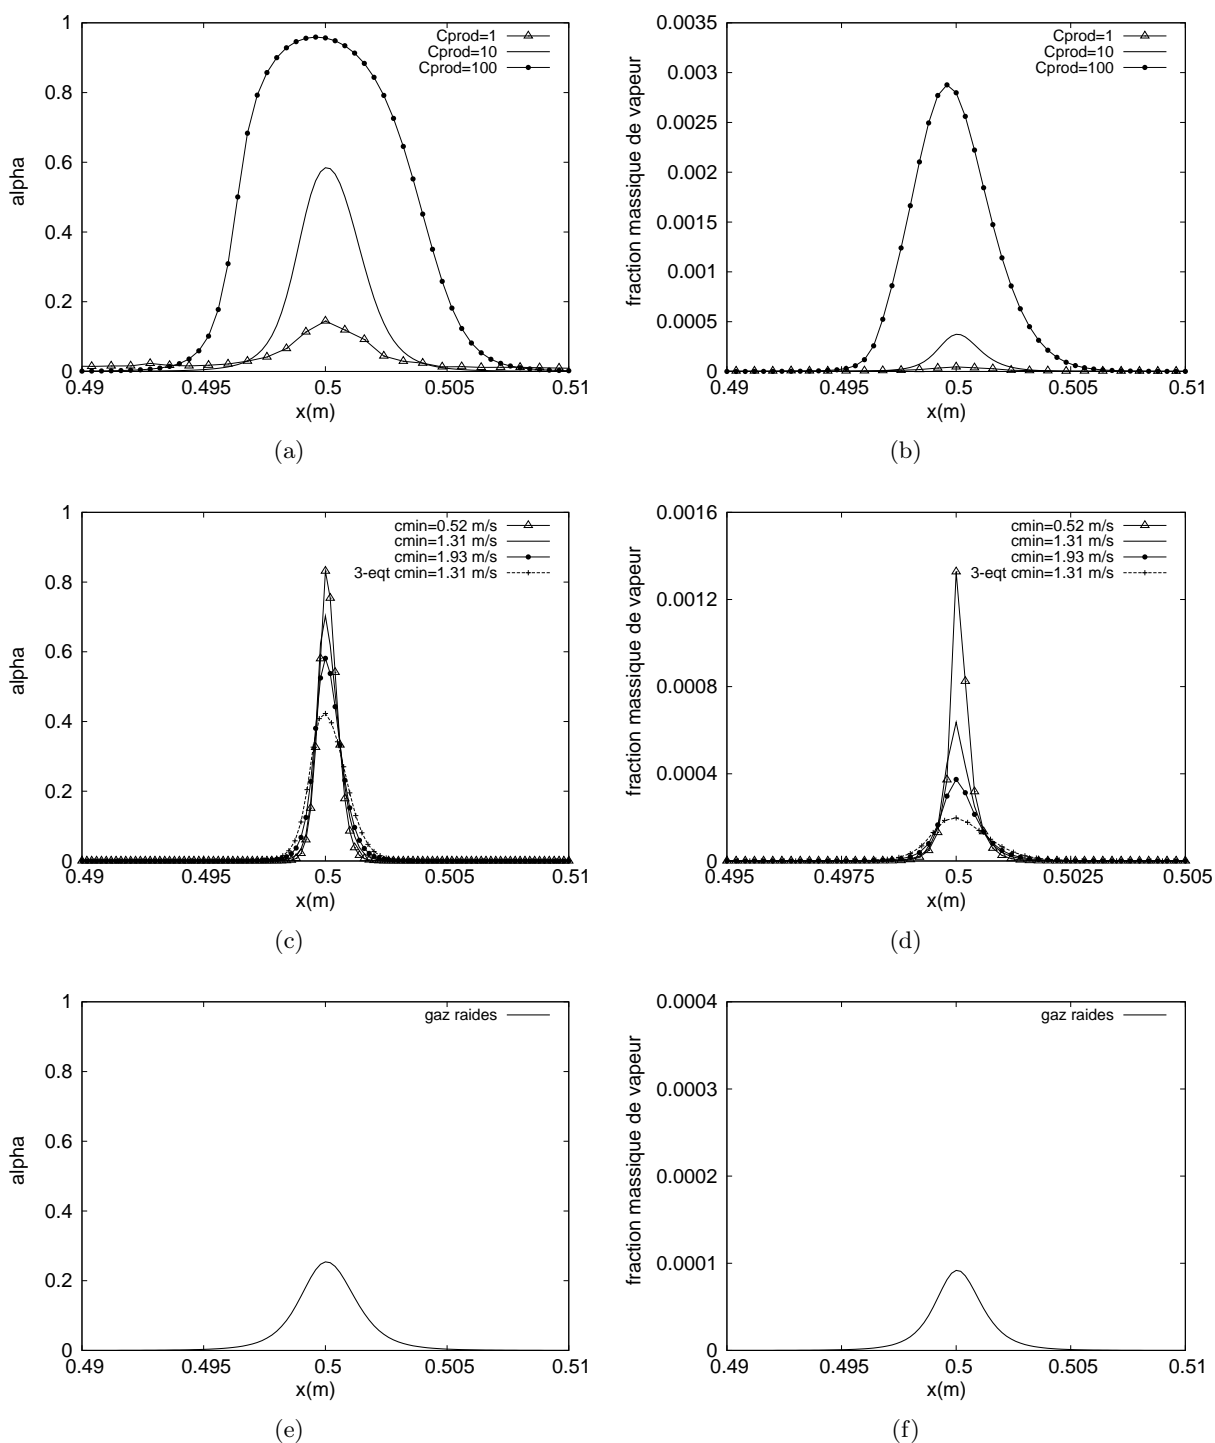 1
0.8
0.6
0.4
0.2
0
alpha
0.49
0.495
0.5
0.505
0.51
x(m)
Cprod=1
Cprod=10
Cprod=100
(a)
0.0035
0.003
0.0025
0.002
0.0015
0.001
0.0005
0
fraction massique de vapeur
0.49
0.495
0.5
0.505
0.51
x(m)
Cprod=1
Cprod=10
Cprod=100
(b)
1
0.8
0.6
0.4
0.2
0
alpha
0.49
0.495
0.5
0.505
0.51
x(m)
cmin=0.52 m/s
cmin=1.31 m/s
cmin=1.93 m/s
3-eqt cmin=1.31 m/s
(c)
0.0016
0.0012
0.0008
0.0004
0
fraction massique de vapeur
0.495
0.4975
0.5
0.5025
0.505
x(m)
cmin=0.52 m/s
cmin=1.31 m/s
cmin=1.93 m/s
3-eqt cmin=1.31 m/s
(d)
1
0.8
0.6
0.4
0.2
0
alpha
0.49
0.495
0.5
0.505
0.51
x(m)
gaz raides
(e)
0.0004
0.0003
0.0002
0.0001
0
fraction massique de vapeur
0.49
0.495
0.5
0.505
0.51
x(m)
gaz raides
(f)